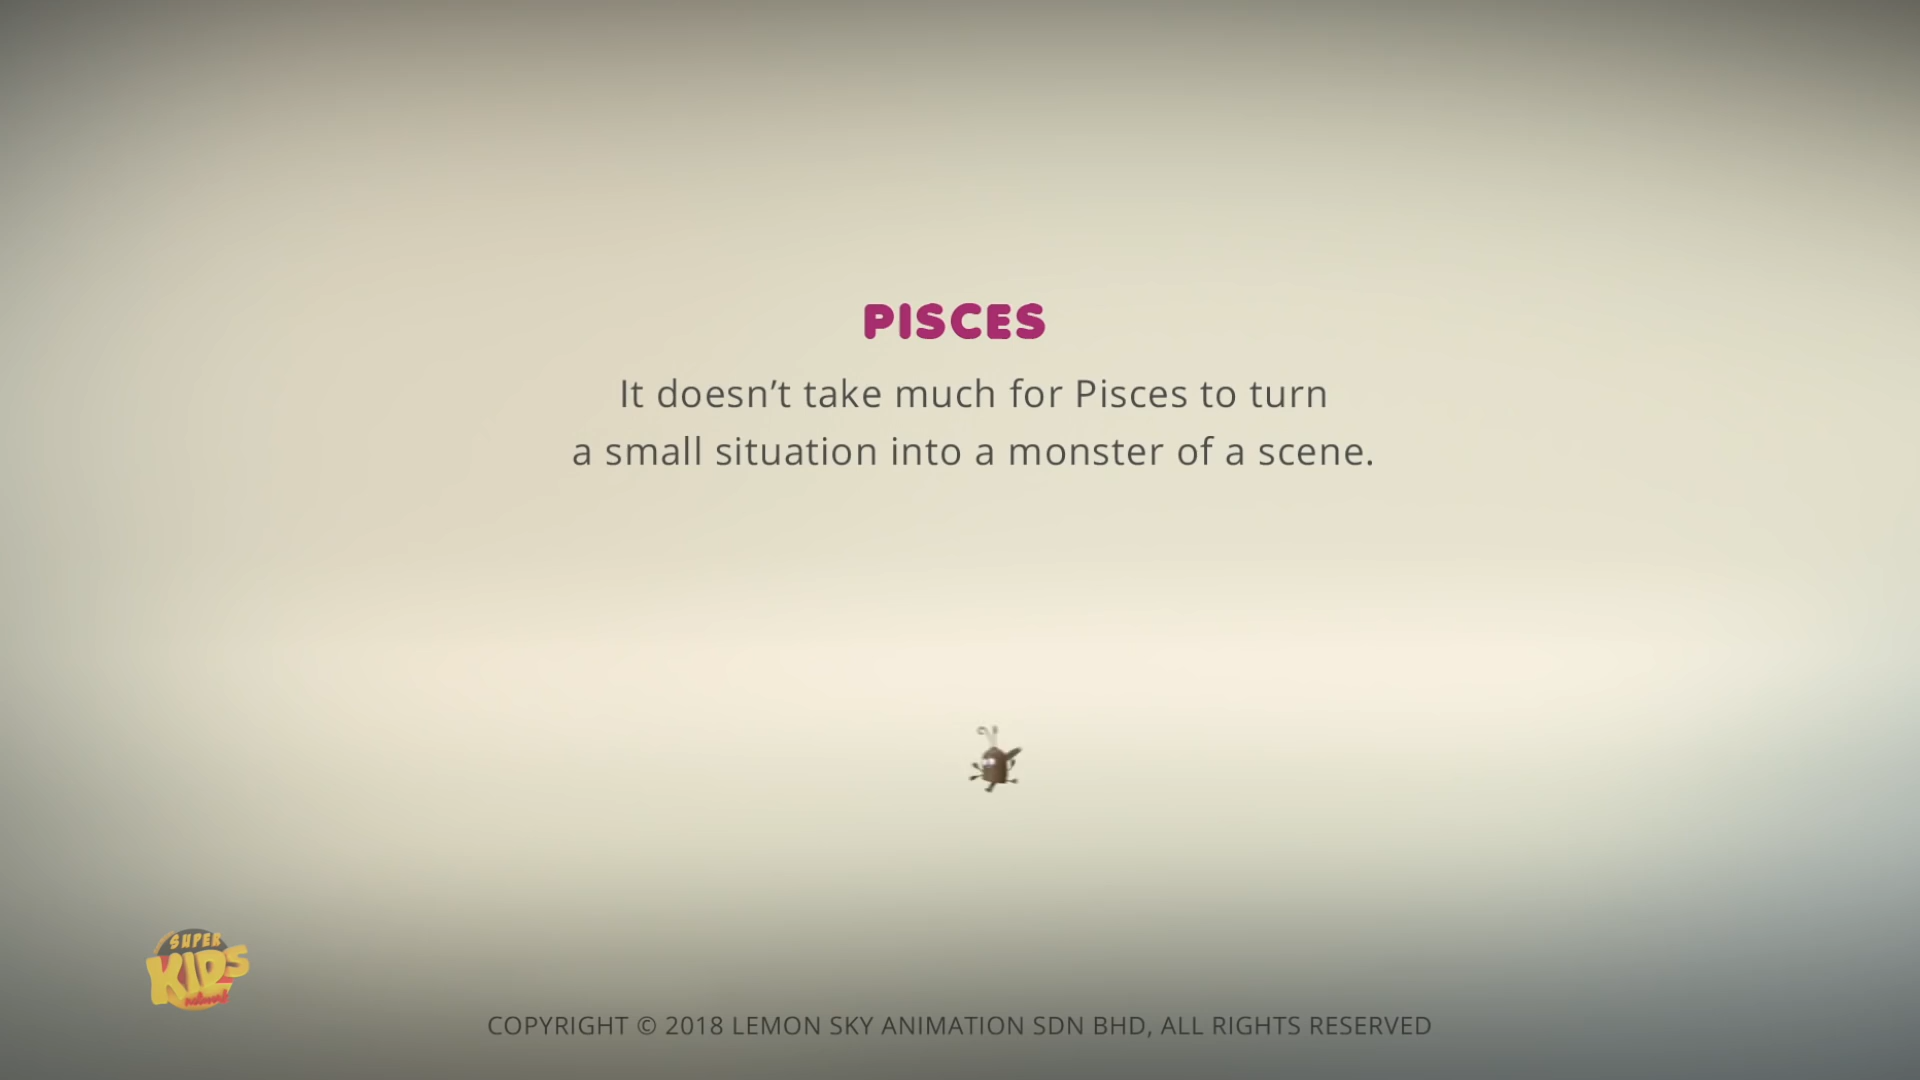 PISCES
It doesn’t take much for Pisces to turn
a small situation into a monster of a scene.
SUPER
KIDS
network
COPYRIGHT © 2018 LEMON SKY ANIMATION SDN BHD, ALL RIGHTS RESERVED